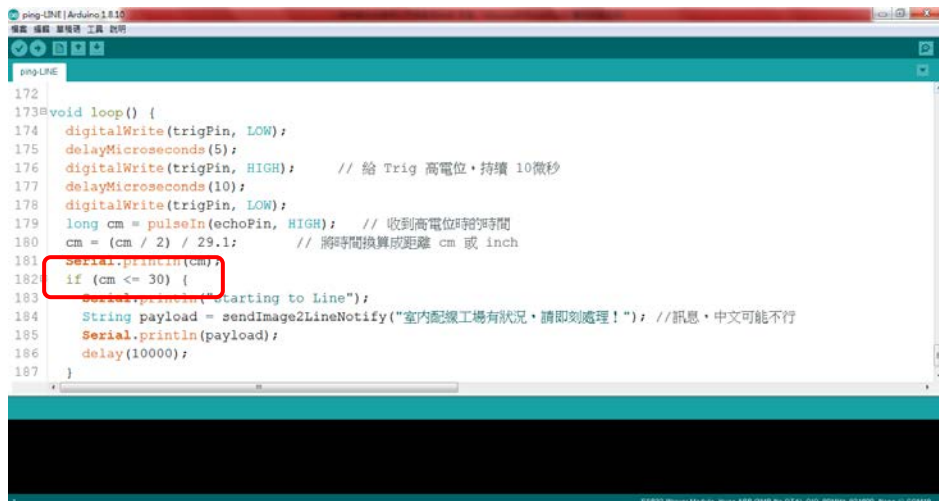 ping-LINE | Arduino 1.8.10
檔案 編輯 草稿碼 工具 說明
ping-LINE
172
173 void loop() {
174 digitalWrite(trigPin, LOW);
175 delayMicroseconds(5);
176 digitalWrite(trigPin, HIGH); // 給 Trig 高電位，持續 10微秒
177 delayMicroseconds(10);
178 digitalWrite(trigPin, LOW);
179 long cm = pulseIn(echoPin, HIGH); // 收到高電位時的時間
180 cm = (cm / 2) / 29.1; // 將時間換算成距離 cm 或 inch
181 Serial.println(cm);
182 if (cm <= 30) {
183 Serial.println("starting to Line");
184 String payload = sendImage2LineNotify("室內配線工場有狀況，請即刻處理！"); //訊息，中文可能不行
185 Serial.println(payload);
186 delay(10000);
187 }